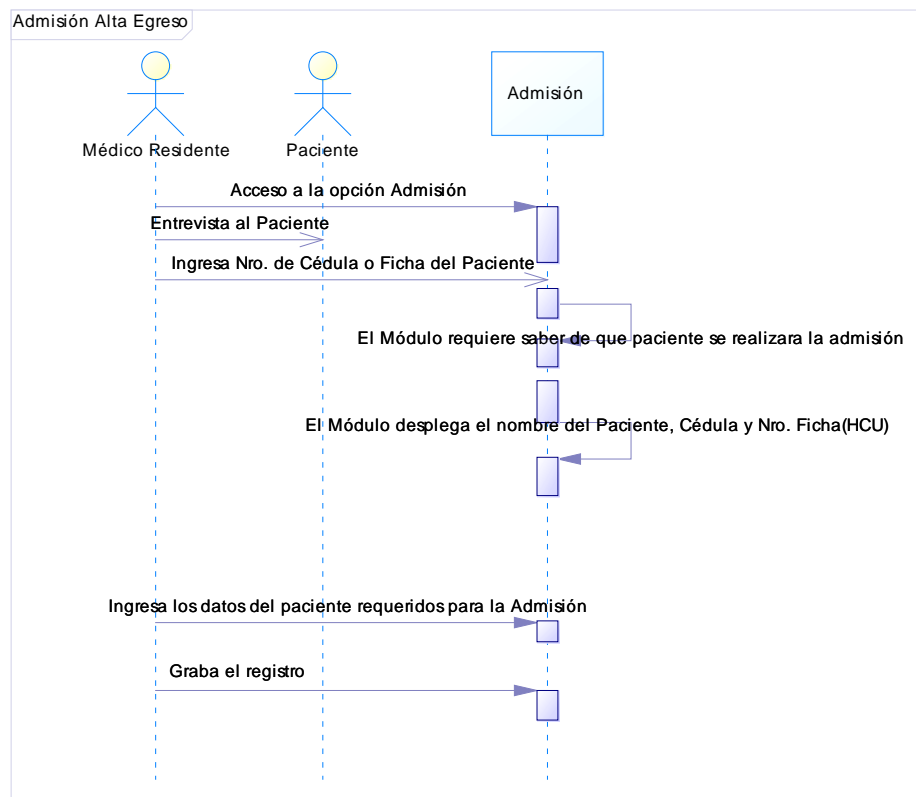 Admisión Alta Egreso
Admisión
Médico Residente
Paciente
Acceso a la opción Admisión
Entrevista al Paciente
Ingresa Nro. de Cédula o Ficha del Paciente
El Módulo requiere saber de que paciente se realizara la admisión
El Módulo desplega el nombre del Paciente, Cédula y Nro. Ficha(HCU)
Ingresa los datos del paciente requeridos para la Admisión
Graba el registro